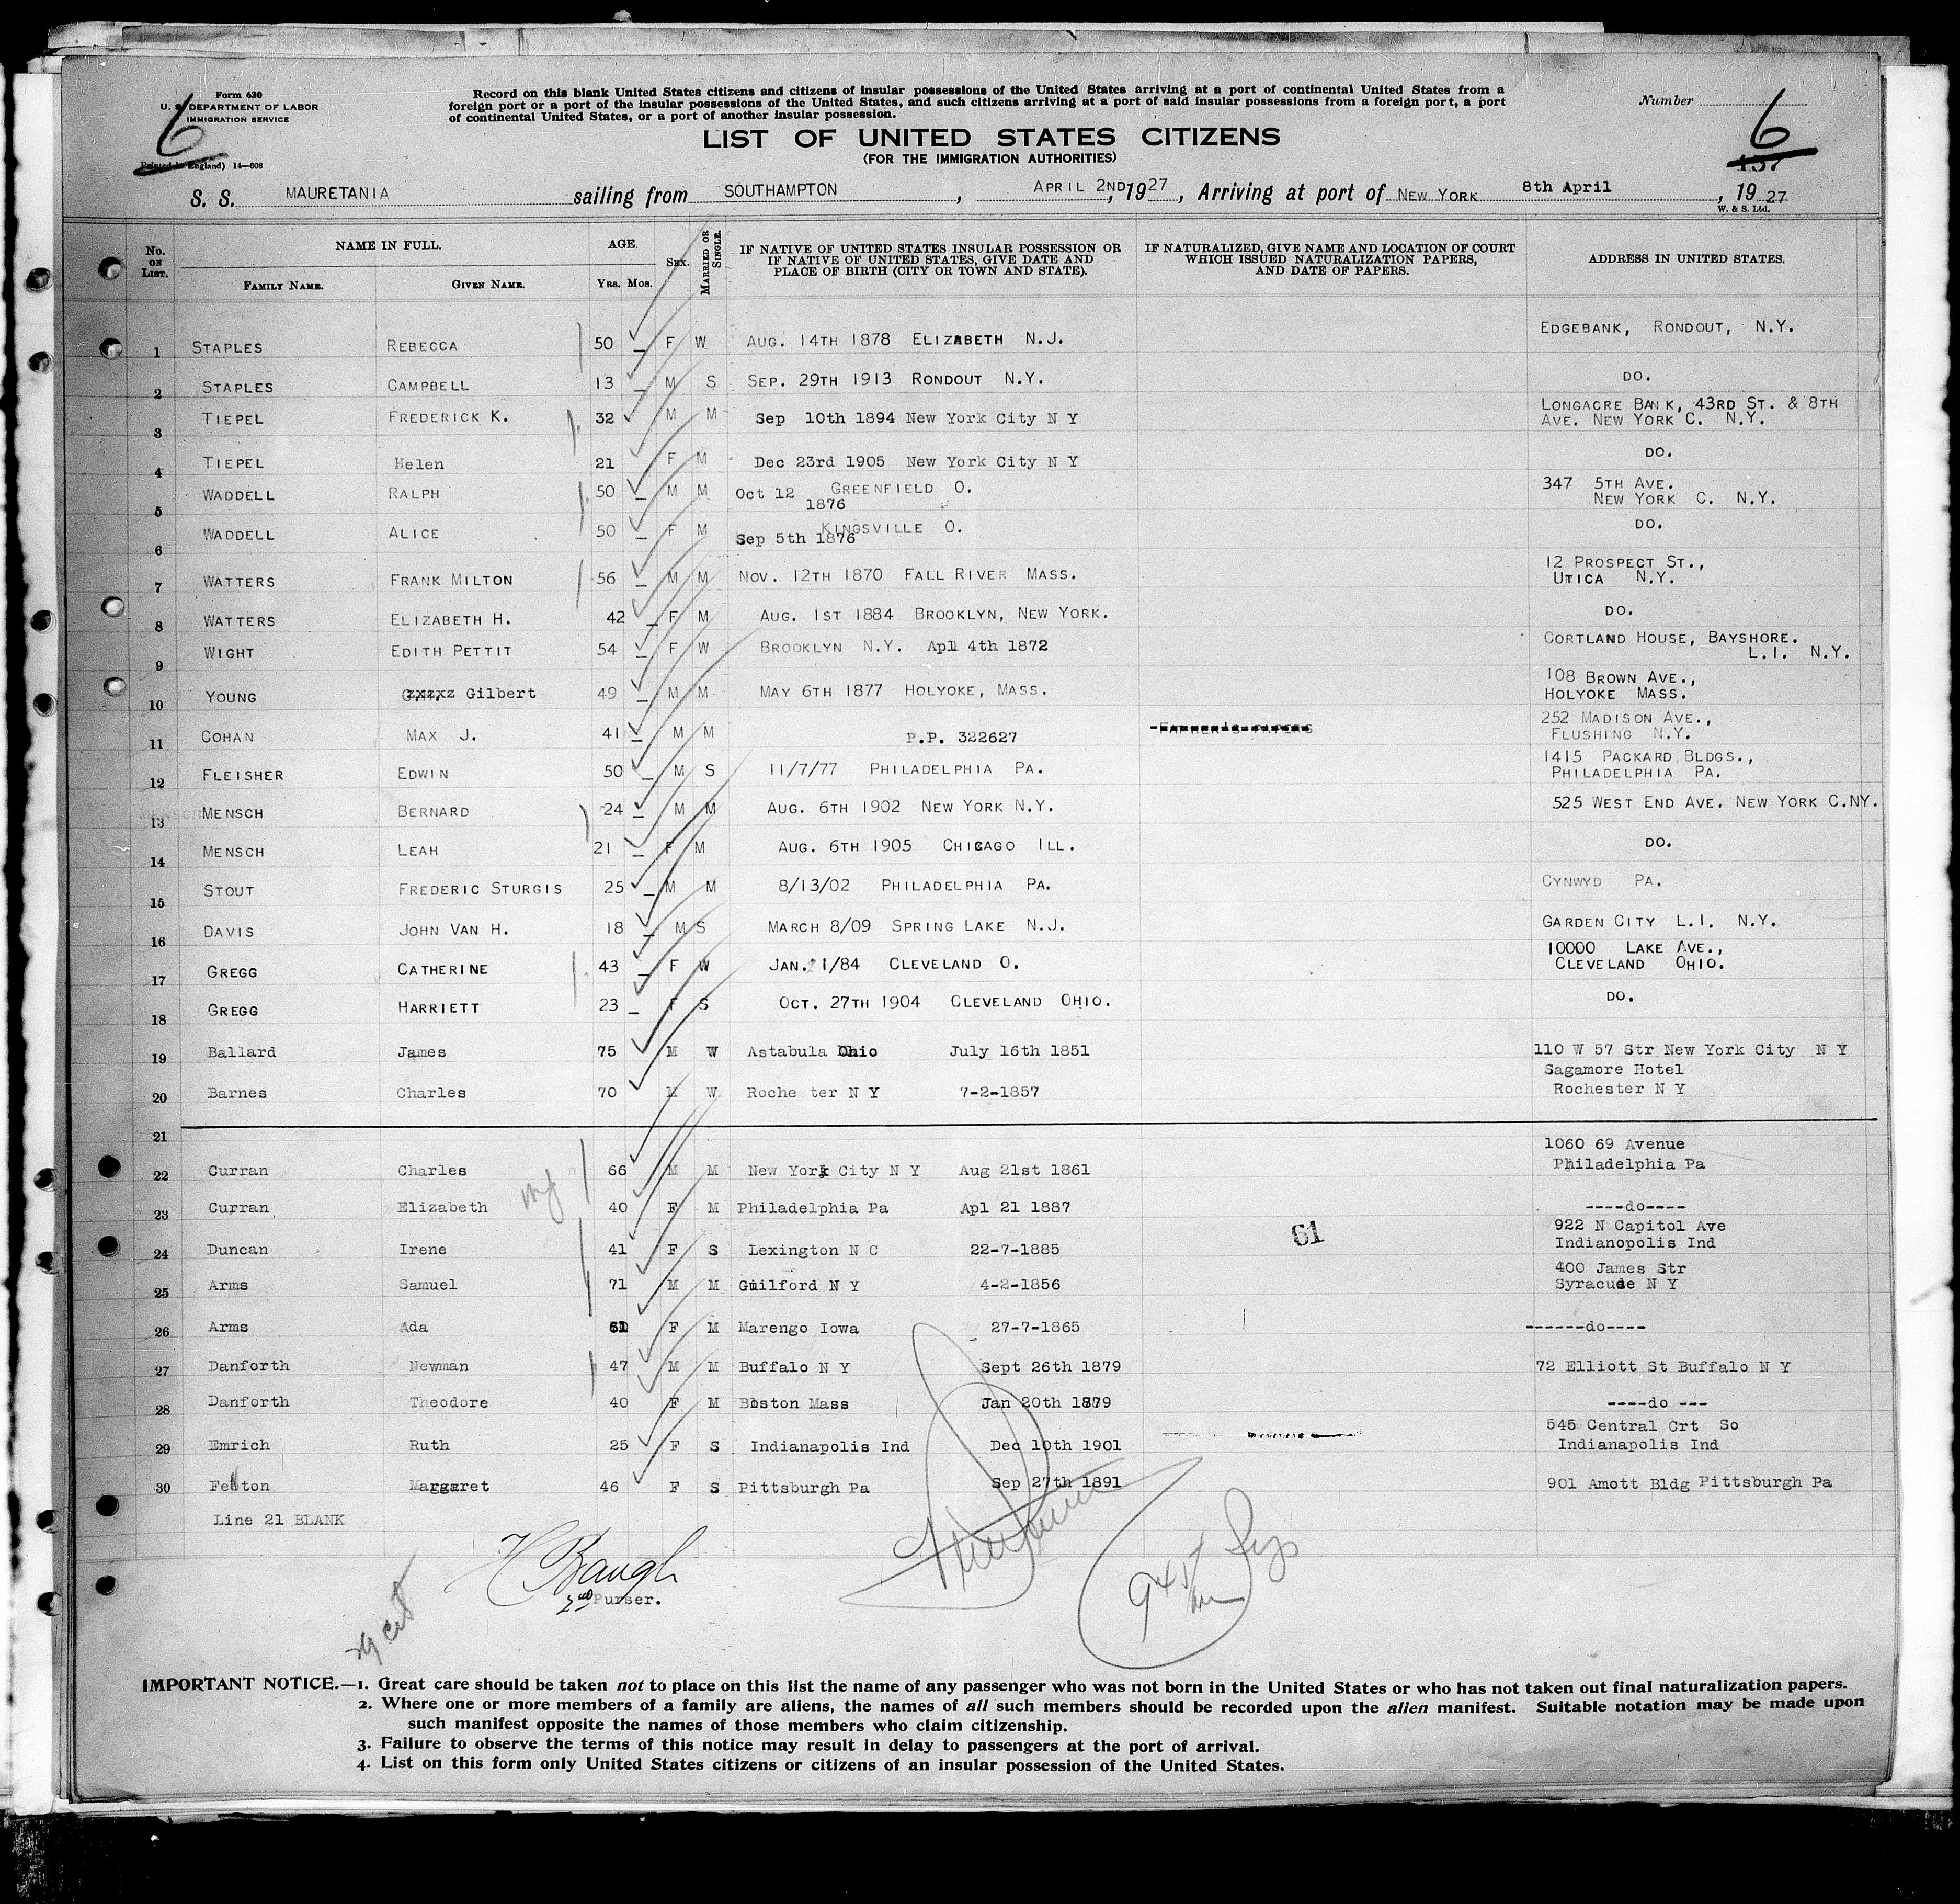 Form 630
U. S. DEPARTMENT OF LABOR
IMMIGRATION SERVICE
6
(Printed in England) 14—608
Record on this blank United States citizens and citizens of insular possessions of the United States arriving at a port of continental United States from a
foreign port or a port of the insular possessions of the United States, and such citizens arriving at a port of said insular possessions from a foreign port, a port
of continental United States, or a port of another insular possession.
Number
6
137
LIST OF UNITED STATES CITIZENS
(FOR THE IMMIGRATION AUTHORITIES)
S. S. MAURETANIA sailing from SOUTHAMPTON, APRIL 2ND, 1927, Arriving at port of NEW YORK 8th April, 1927
W. & S. Ltd.
No. ON LIST. NAME IN FULL. FAMILY NAME. GIVEN NAME. AGE. YRS. MOS. SEX. MARRIED OR SINGLE. IF NATIVE OF UNITED STATES INSULAR POSSESSION OR IF NATIVE OF UNITED STATES, GIVE DATE AND PLACE OF BIRTH (CITY OR TOWN AND STATE). IF NATURALIZED, GIVE NAME AND LOCATION OF COURT WHICH ISSUED NATURALIZATION PAPERS, AND DATE OF PAPERS. ADDRESS IN UNITED STATES.
1 STAPLES REBECCA 50 F W AUG. 14TH 1878 ELIZABETH N.J. EDGEBANK, RONDOUT, N.Y.
2 STAPLES CAMPBELL 13 M S SEP. 29TH 1913 RONDOUT N.Y. DO.
3 TIEPEL FREDERICK K. 32 M M Sep 10th 1894 New York City N Y LONGACRE BANK, 43RD ST. & 8TH AVE. NEW YORK C. N.Y.
4 TIEPEL Helen 21 F M Dec 23rd 1905 New York City N Y DO.
5 WADDELL RALPH 50 M M Oct 12 1876 GREENFIELD O. 347 5TH AVE. NEW YORK C. N.Y.
6 WADDELL ALICE 50 F M Sep 5th 1876 KINGSVILLE O. DO.
7 WATTERS FRANK MILTON 56 M M NOV. 12TH 1870 FALL RIVER MASS. 12 PROSPECT ST., UTICA N.Y.
8 WATTERS ELIZABETH H. 42 F M AUG. 1ST 1884 BROOKLYN, NEW YORK. DO.
9 WIGHT EDITH PETTIT 54 F W BROOKLYN N.Y. Apl 4th 1872 CORTLAND HOUSE, BAYSHORE. L.I. N.Y.
10 YOUNG Gilbert 49 M M MAY 6TH 1877 HOLYOKE, MASS. 108 BROWN AVE., HOLYOKE MASS.
11 COHAN MAX J. 41 M M P.P. 322627 252 MADISON AVE., FLUSHING N.Y.
12 FLEISHER EDWIN 50 M S 11/7/77 PHILADELPHIA PA. 1415 PACKARD BLDGS., PHILADELPHIA PA.
13 MENSCH BERNARD 24 M M AUG. 6TH 1902 NEW YORK N.Y. 525 WEST END AVE. NEW YORK C.NY.
14 MENSCH LEAH 21 F M AUG. 6TH 1905 CHICAGO ILL. DO.
15 STOUT FREDERIC STURGIS 25 M M 8/13/02 PHILADELPHIA PA. CYNWYD PA.
16 DAVIS JOHN VAN H. 18 M S MARCH 8/09 SPRING LAKE N.J. GARDEN CITY L.I. N.Y.
17 GREGG CATHERINE 43 F W JAN. 1/84 CLEVELAND O. 10000 LAKE AVE., CLEVELAND OHIO.
18 GREGG HARRIETT 23 F S OCT. 27TH 1904 CLEVELAND OHIO. DO.
19 Ballard James 75 M W Astabula Ohio July 16th 1851 110 W 57 Str New York City N Y
20 Barnes Charles 70 M W Roche ter N Y 7-2-1857 Sagamore Hotel Rochester N Y
21
22 Curran Charles 66 M M New York City N Y Aug 21st 1861 1060 69 Avenue Philadelphia Pa
23 Curran Elizabeth 40 F M Philadelphia Pa Apl 21 1887 ----do----
24 Duncan Irene 41 F S Lexington N C 22-7-1885 61 922 N Capitol Ave Indianopolis Ind
25 Arms Samuel 71 M M Guilford N Y 4-2-1856 400 James Str Syracuse N Y
26 Arms Ada 61 F M Marengo Iowa 27-7-1865 ------do----
27 Danforth Newman 47 M M Buffalo N Y Sept 26th 1879 72 Elliott St Buffalo N Y
28 Danforth Theodore 40 F M Boston Mass Jan 20th 1879 ----do ---
29 Emrich Ruth 25 F S Indianapolis Ind Dec 10th 1901 545 Central Crt So Indianapolis Ind
30 Felton Margaret 46 F S Pittsburgh Pa Sep 27th 1891 901 Amott Bldg Pittsburgh Pa
Line 21 BLANK
H Baugh
2nd Purser.
IMPORTANT NOTICE.—1. Great care should be taken not to place on this list the name of any passenger who was not born in the United States or who has not taken out final naturalization papers.
2. Where one or more members of a family are aliens, the names of all such members should be recorded upon the alien manifest. Suitable notation may be made upon
such manifest opposite the names of those members who claim citizenship.
3. Failure to observe the terms of this notice may result in delay to passengers at the port of arrival.
4. List on this form only United States citizens or citizens of an insular possession of the United States.